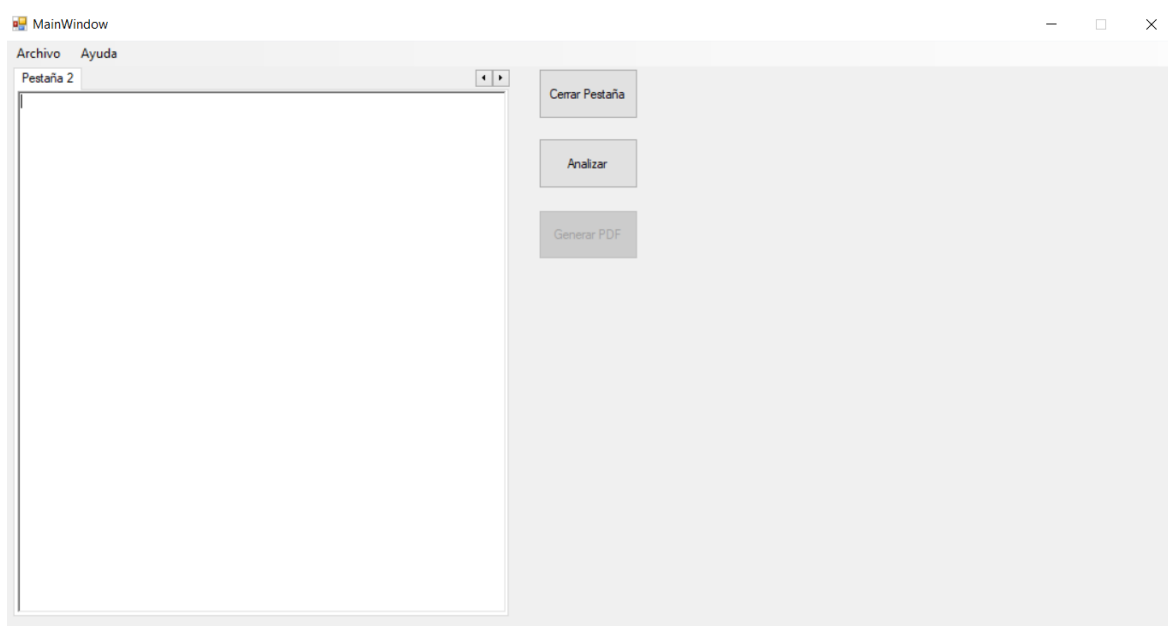 MainWindow
Archivo Ayuda
Pestaña 2
Cerrar Pestaña
Analizar
Generar PDF